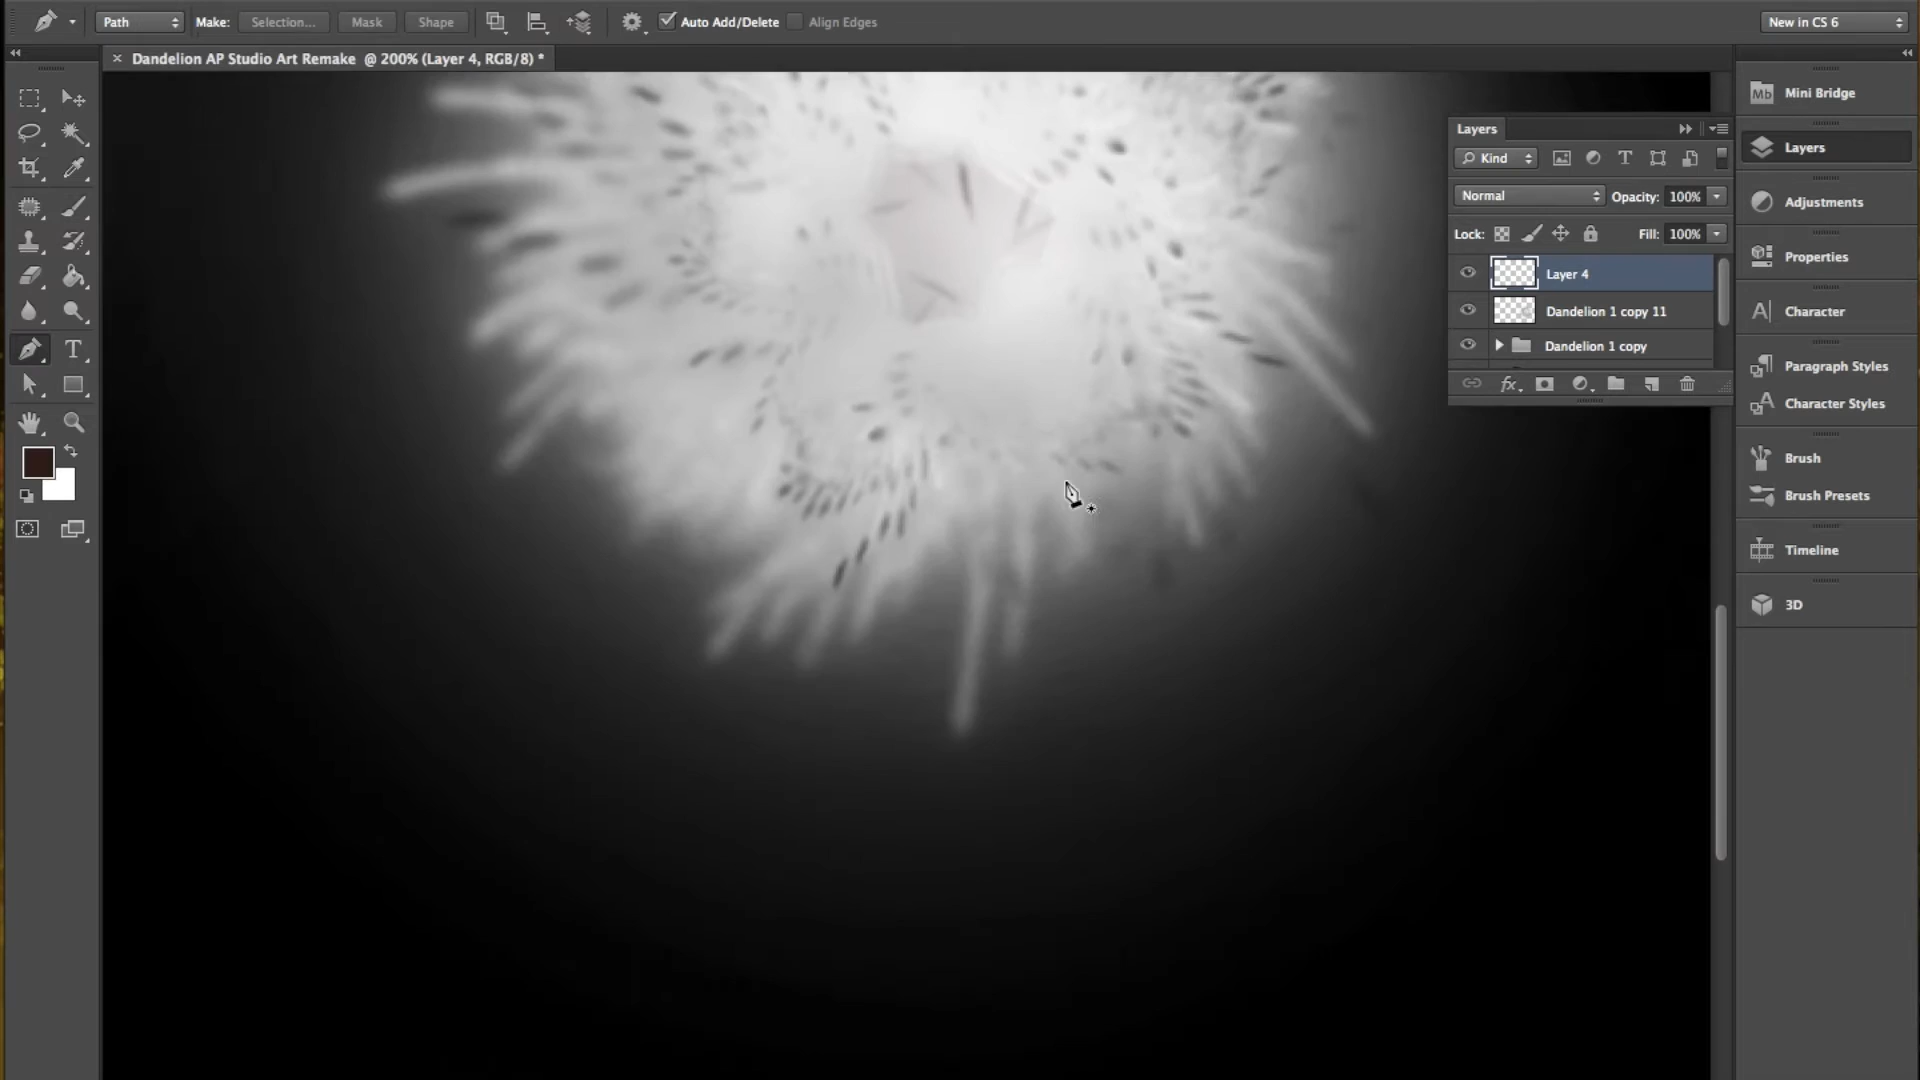 Path Make: Selection... Mask Shape Auto Add/Delete Align Edges New in CS 6
Dandelion AP Studio Art Remake @ 200% (Layer 4, RGB/8) *
Layers
Kind
Normal Opacity: 100%
Lock: Fill: 100%
Layer 4
Dandelion 1 copy 11
Dandelion 1 copy
fx
T
Mb Mini Bridge
Layers
Adjustments
Properties
A Character
Paragraph Styles
Character Styles
Brush
Brush Presets
Timeline
3D